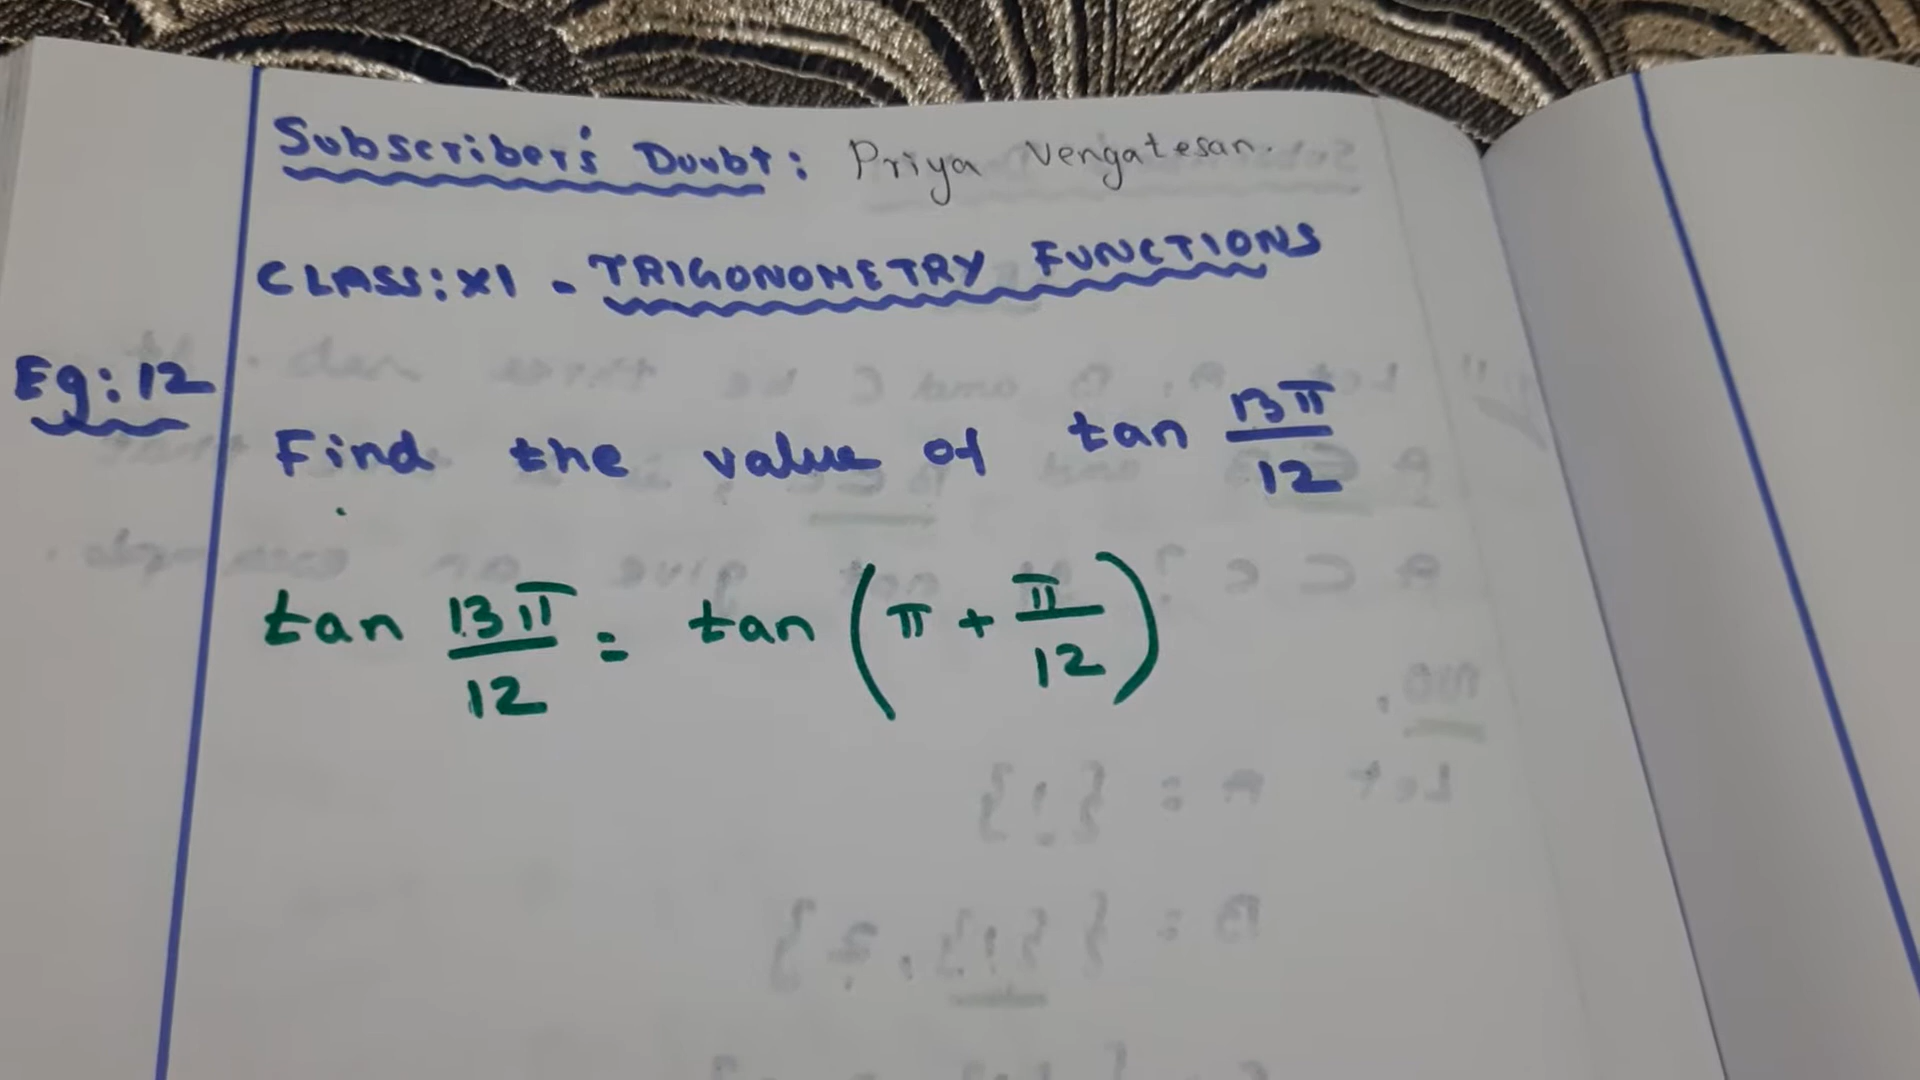 Subscriber's Doubt: Priya Vengatesan.
CLASS: XI - TRIGONOMETRY FUNCTIONS
Eg: 12
Find the value of tan 13π/12
tan 13π/12 = tan (π + π/12)